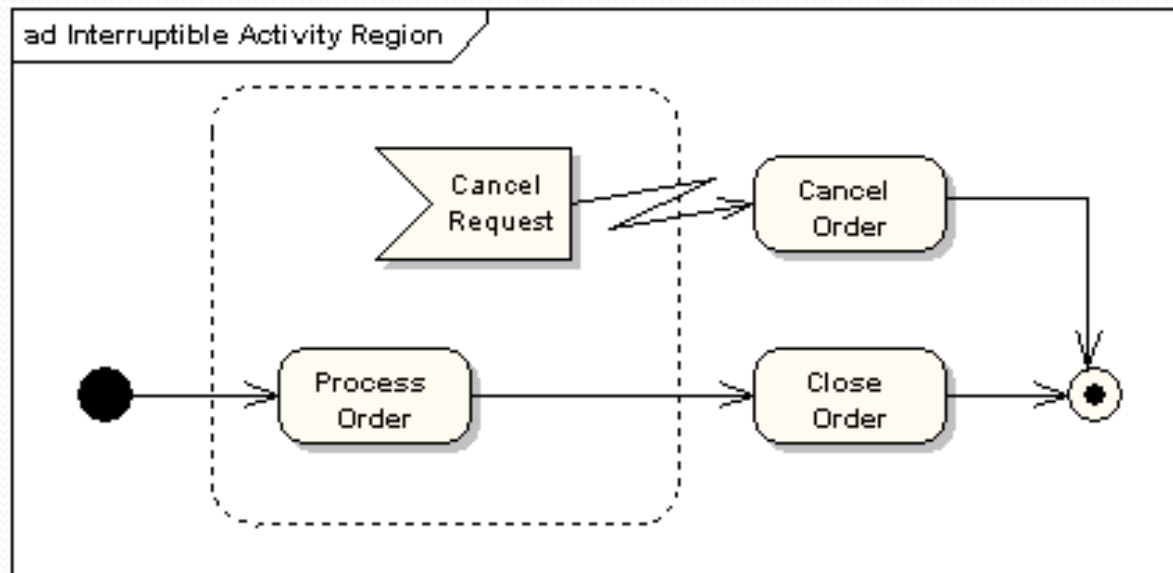 ad Interruptible Activity Region
Cancel
Request
Cancel
Order
Process
Order
Close
Order